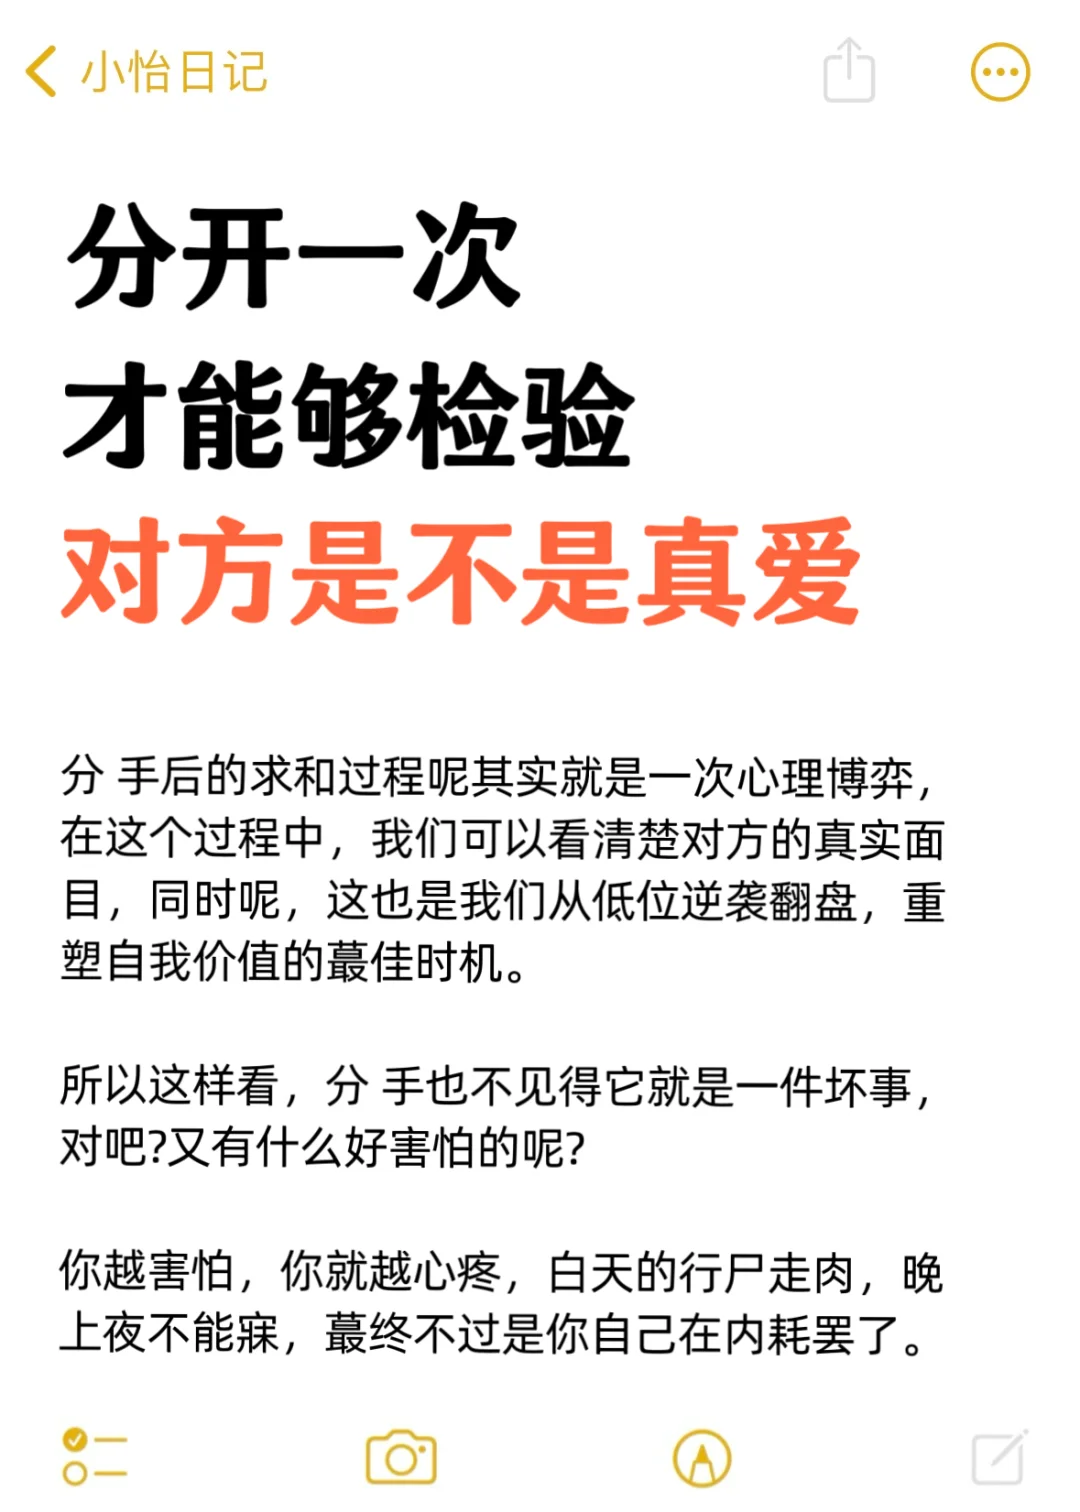 小怡日记
分开一次
才能够检验
对方是不是真爱
分 手后的求和过程呢其实就是一次心理博弈，
在这个过程中，我们可以看清楚对方的真实面
目，同时呢，这也是我们从低位逆袭翻盘，重
塑自我价值的蕞佳时机。
所以这样看，分 手也不见得它就是一件坏事，
对吧?又有什么好害怕的呢?
你越害怕，你就越心疼，白天的行尸走肉，晚
上夜不能寐，蕞终不过是你自己在内耗罢了。